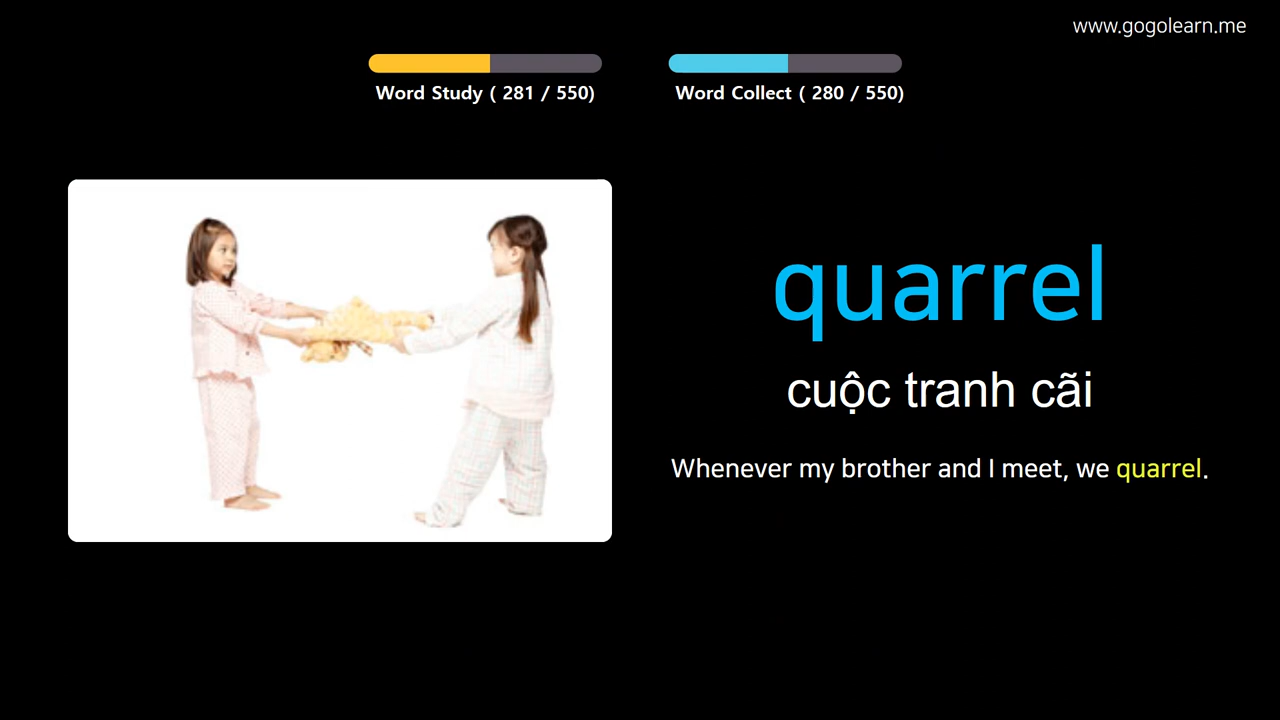 www.gogolearn.me
Word Study ( 281 / 550)
Word Collect ( 280 / 550)
quarrel
cuộc tranh cãi
Whenever my brother and I meet, we quarrel.